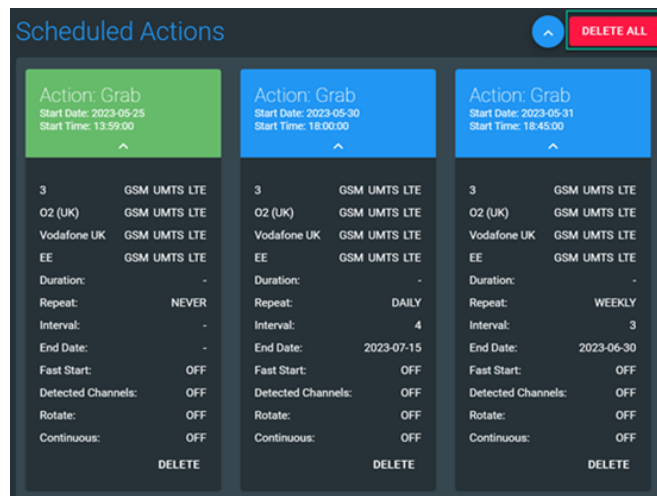 Scheduled Actions
DELETE ALL
Action: Grab
Start Date: 2023-05-25
Start Time: 13:59:00
3 GSM UMTS LTE
O2 (UK) GSM UMTS LTE
Vodafone UK GSM UMTS LTE
EE GSM UMTS LTE
Duration: -
Repeat: NEVER
Interval: -
End Date: -
Fast Start: OFF
Detected Channels: OFF
Rotate: OFF
Continuous: OFF
DELETE
Action: Grab
Start Date: 2023-05-30
Start Time: 18:00:00
3 GSM UMTS LTE
O2 (UK) GSM UMTS LTE
Vodafone UK GSM UMTS LTE
EE GSM UMTS LTE
Duration: -
Repeat: DAILY
Interval: 4
End Date: 2023-07-15
Fast Start: OFF
Detected Channels: OFF
Rotate: OFF
Continuous: OFF
DELETE
Action: Grab
Start Date: 2023-05-31
Start Time: 18:45:00
3 GSM UMTS LTE
O2 (UK) GSM UMTS LTE
Vodafone UK GSM UMTS LTE
EE GSM UMTS LTE
Duration: -
Repeat: WEEKLY
Interval: 3
End Date: 2023-06-30
Fast Start: OFF
Detected Channels: OFF
Rotate: OFF
Continuous: OFF
DELETE